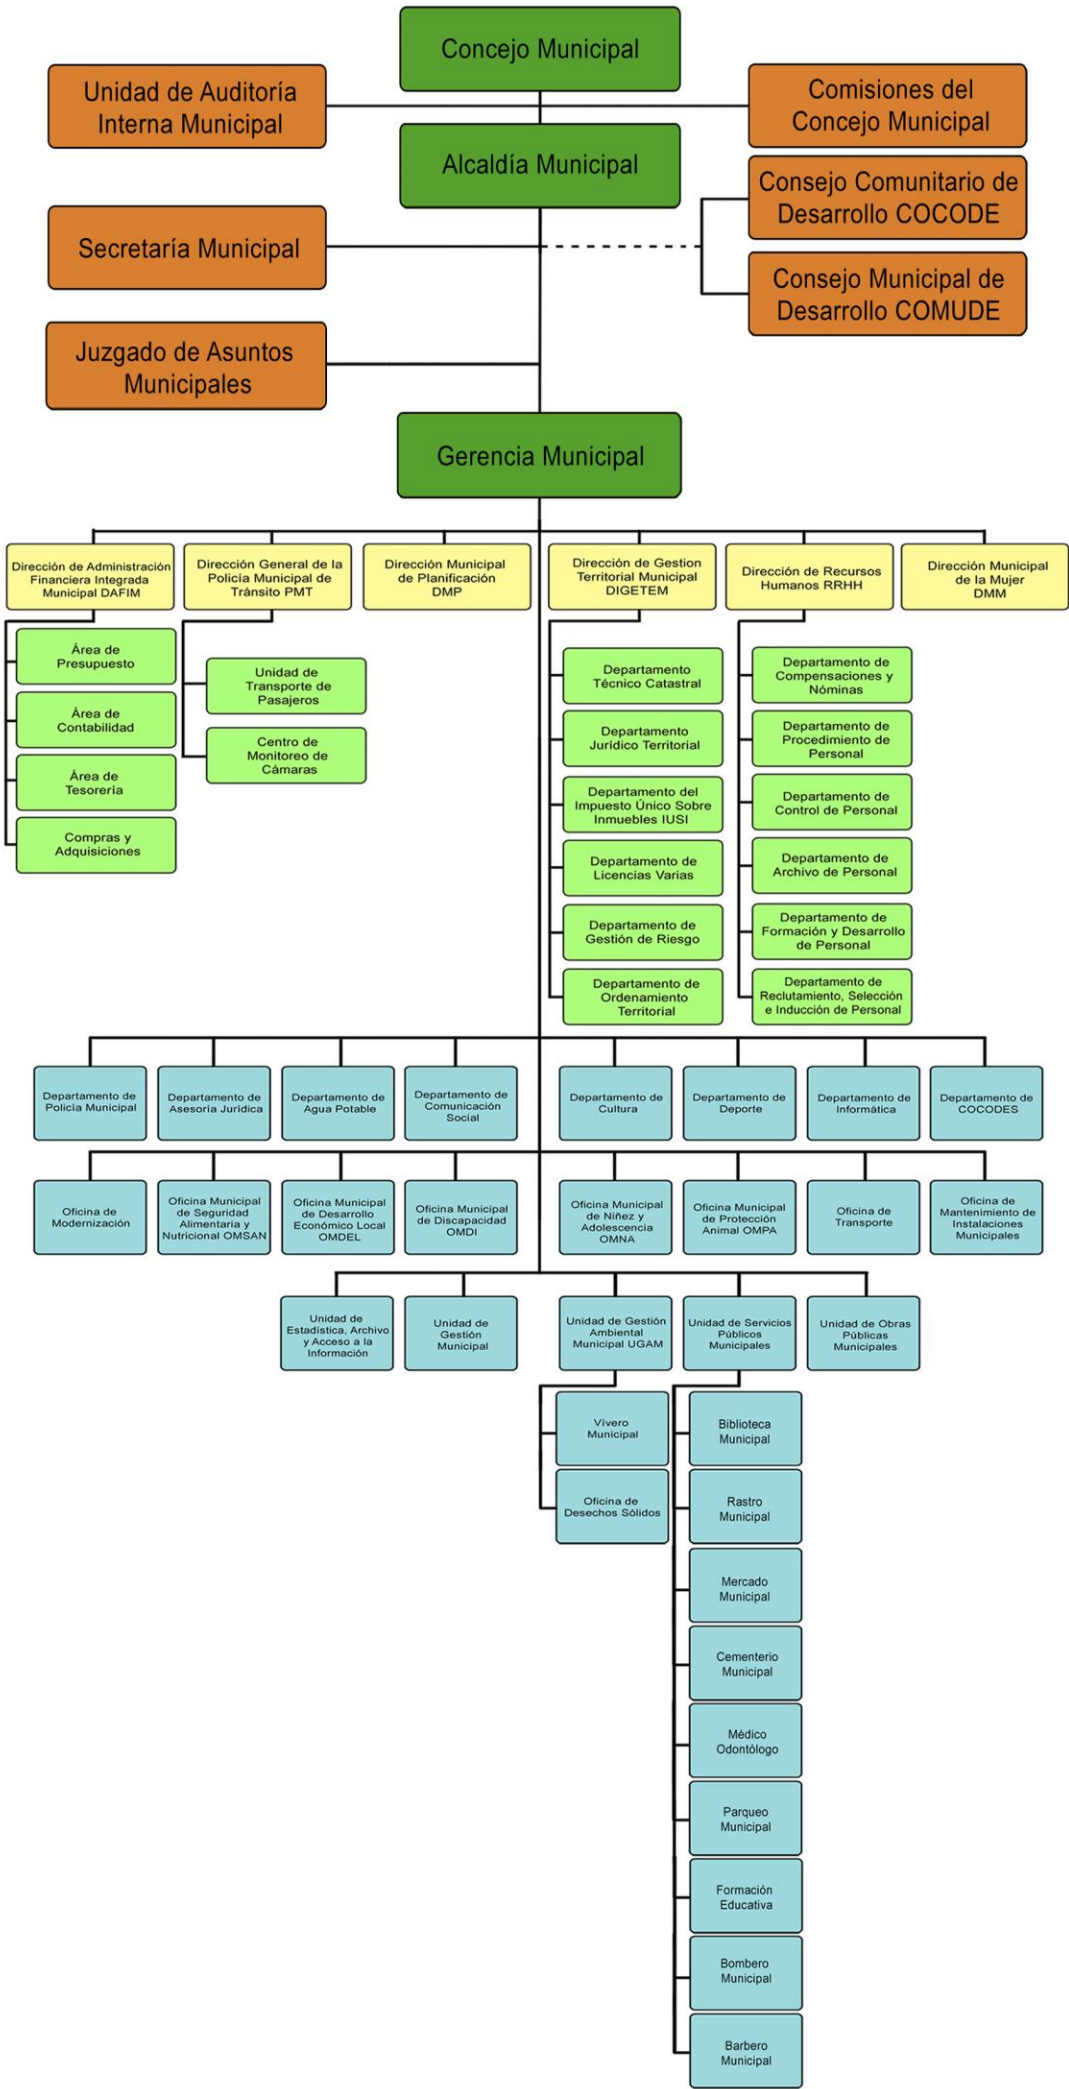 Concejo Municipal
Unidad de Auditoría
Interna Municipal
Comisiones del
Concejo Municipal
Alcaldía Municipal
Consejo Comunitario de
Desarrollo COCODE
Secretaría Municipal
Consejo Municipal de
Desarrollo COMUDE
Juzgado de Asuntos
Municipales
Gerencia Municipal
Dirección de Administración
Financiera Integrada
Municipal DAFIM
Dirección General de la
Policía Municipal de
Tránsito PMT
Dirección Municipal
de Planificación
DMP
Dirección de Gestion
Territorial Municipal
DIGETEM
Dirección de Recursos
Humanos RRHH
Dirección Municipal
de la Mujer
DMM
Área de
Presupuesto
Área de
Contabilidad
Área de
Tesorería
Compras y
Adquisiciones
Unidad de
Transporte de
Pasajeros
Centro de
Monitoreo de
Cámaras
Departamento
Técnico Catastral
Departamento
Jurídico Territorial
Departamento del
Impuesto Único Sobre
Inmuebles IUSI
Departamento de
Licencias Varias
Departamento de
Gestión de Riesgo
Departamento de
Ordenamiento
Territorial
Departamento de
Compensaciones y
Nóminas
Departamento de
Procedimiento de
Personal
Departamento de
Control de Personal
Departamento de
Archivo de Personal
Departamento de
Formación y Desarrollo
de Personal
Departamento de
Reclutamiento, Selección
e Inducción de Personal
Departamento de
Policía Municipal
Departamento de
Asesoría Jurídica
Departamento de
Agua Potable
Departamento de
Comunicación
Social
Departamento de
Cultura
Departamento de
Deporte
Departamento de
Informática
Departamento de
COCODES
Oficina de
Modernización
Oficina Municipal
de Seguridad
Alimentaria y
Nutricional OMSAN
Oficina Municipal
de Desarrollo
Económico Local
OMDEL
Oficina Municipal
de Discapacidad
OMDI
Oficina Municipal
de Niñez y
Adolescencia
OMNA
Oficina Municipal
de Protección
Animal OMPA
Oficina de
Transporte
Oficina de
Mantenimiento de
Instalaciones
Municipales
Unidad de
Estadística, Archivo
y Acceso a la
Información
Unidad de
Gestión
Municipal
Unidad de Gestión
Ambiental
Municipal UGAM
Unidad de Servicios
Públicos
Municipales
Unidad de Obras
Públicas
Municipales
Vivero
Municipal
Oficina de
Desechos Sólidos
Biblioteca
Municipal
Rastro
Municipal
Mercado
Municipal
Cementerio
Municipal
Médico
Odontólogo
Parqueo
Municipal
Formación
Educativa
Bombero
Municipal
Barbero
Municipal